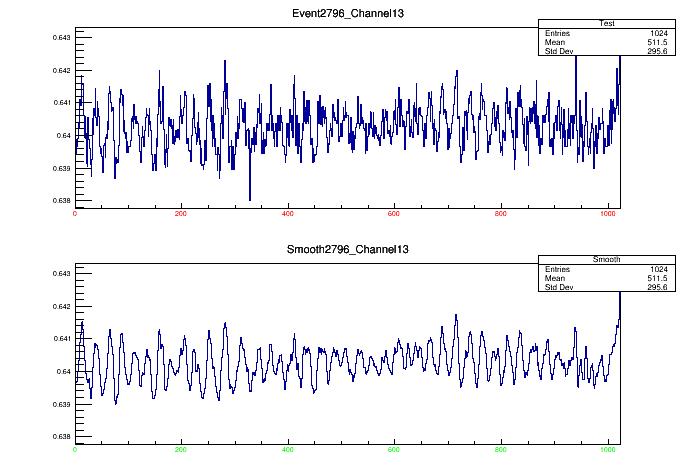 Event2796_Channel13
Test
Entries 1024
Mean 511.5
Std Dev 295.6
0.643
0.642
0.641
0.64
0.639
0.638
0 200 400 600 800 1000
Smooth2796_Channel13
Smooth
Entries 1024
Mean 511.5
Std Dev 295.6
0.643
0.642
0.641
0.64
0.639
0.638
0 200 400 600 800 1000